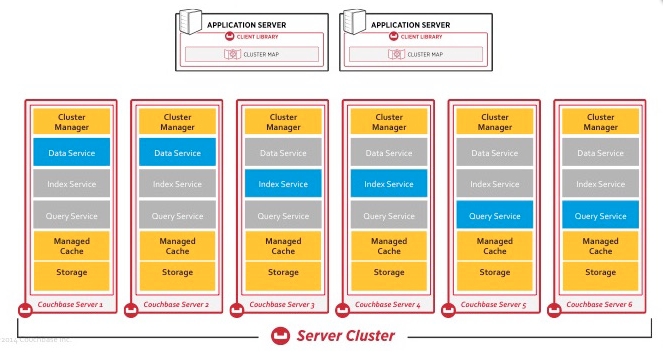 APPLICATION SERVER
CLIENT LIBRARY
CLUSTER MAP
APPLICATION SERVER
CLIENT LIBRARY
CLUSTER MAP
Cluster
Manager
Data Service
Index Service
Query Service
Managed
Cache
Storage
Couchbase Server 1
Cluster
Manager
Data Service
Index Service
Query Service
Managed
Cache
Storage
Couchbase Server 2
Cluster
Manager
Data Service
Index Service
Query Service
Managed
Cache
Storage
Couchbase Server 3
Cluster
Manager
Data Service
Index Service
Query Service
Managed
Cache
Storage
Couchbase Server 4
Cluster
Manager
Data Service
Index Service
Query Service
Managed
Cache
Storage
Couchbase Server 5
Cluster
Manager
Data Service
Index Service
Query Service
Managed
Cache
Storage
Couchbase Server 6
Server Cluster
2014 Couchbase Inc.